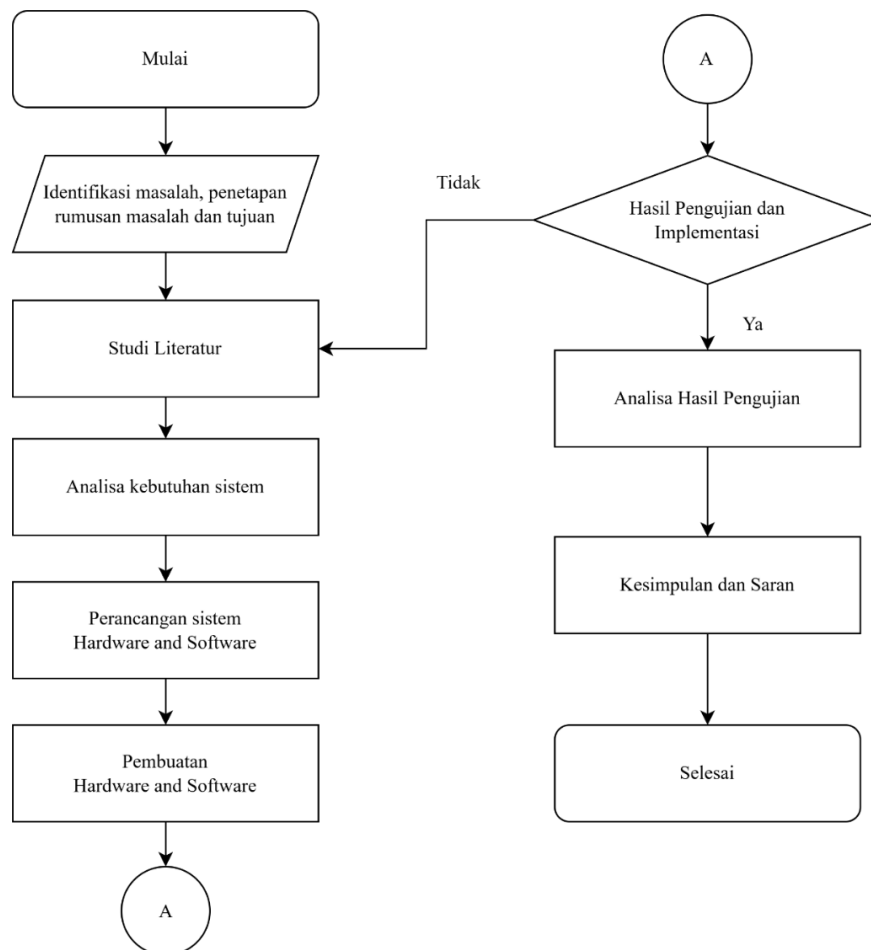 Mulai
Identifikasi masalah, penetapan
rumusan masalah dan tujuan
Studi Literatur
Analisa kebutuhan sistem
Perancangan sistem
Hardware and Software
Pembuatan
Hardware and Software
A
A
Tidak
Hasil Pengujian dan
Implementasi
Ya
Analisa Hasil Pengujian
Kesimpulan dan Saran
Selesai